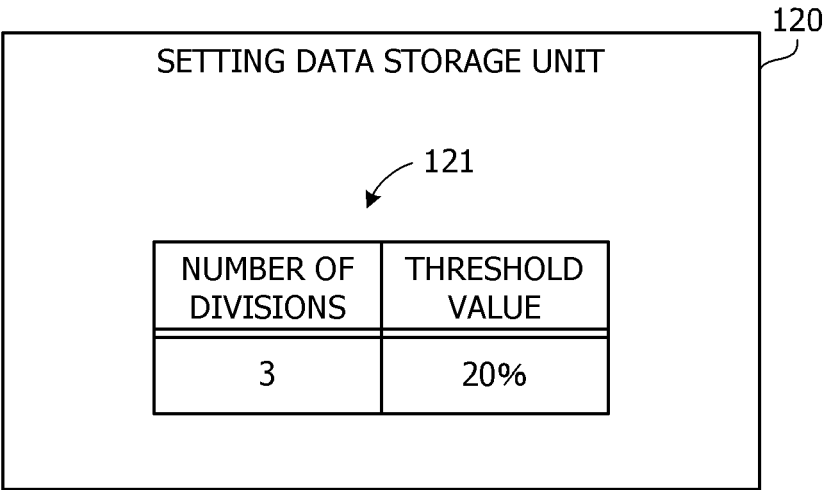 120
SETTING DATA STORAGE UNIT
121
NUMBER OF
DIVISIONS
THRESHOLD
VALUE
3
20%